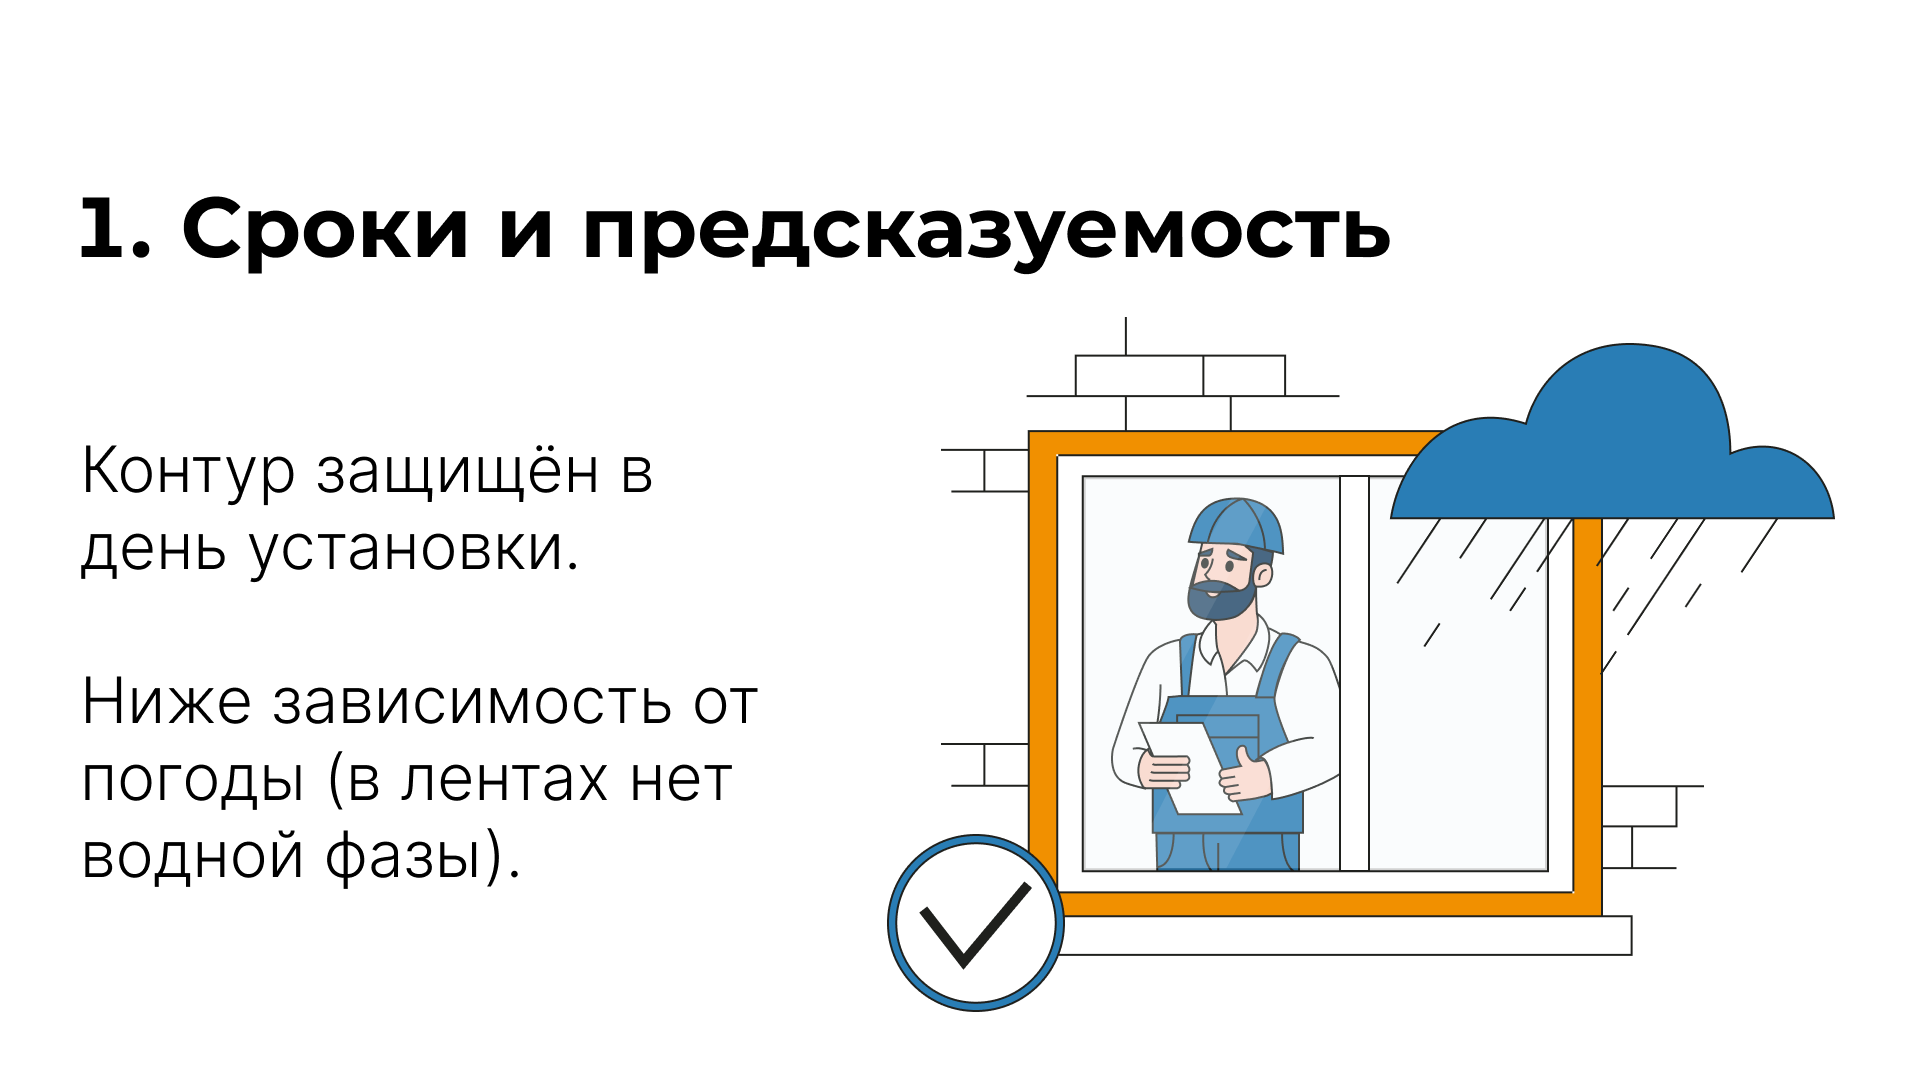 1. Сроки и предсказуемость
Контур защищён в
день установки.
Ниже зависимость от
погоды (в лентах нет
водной фазы).